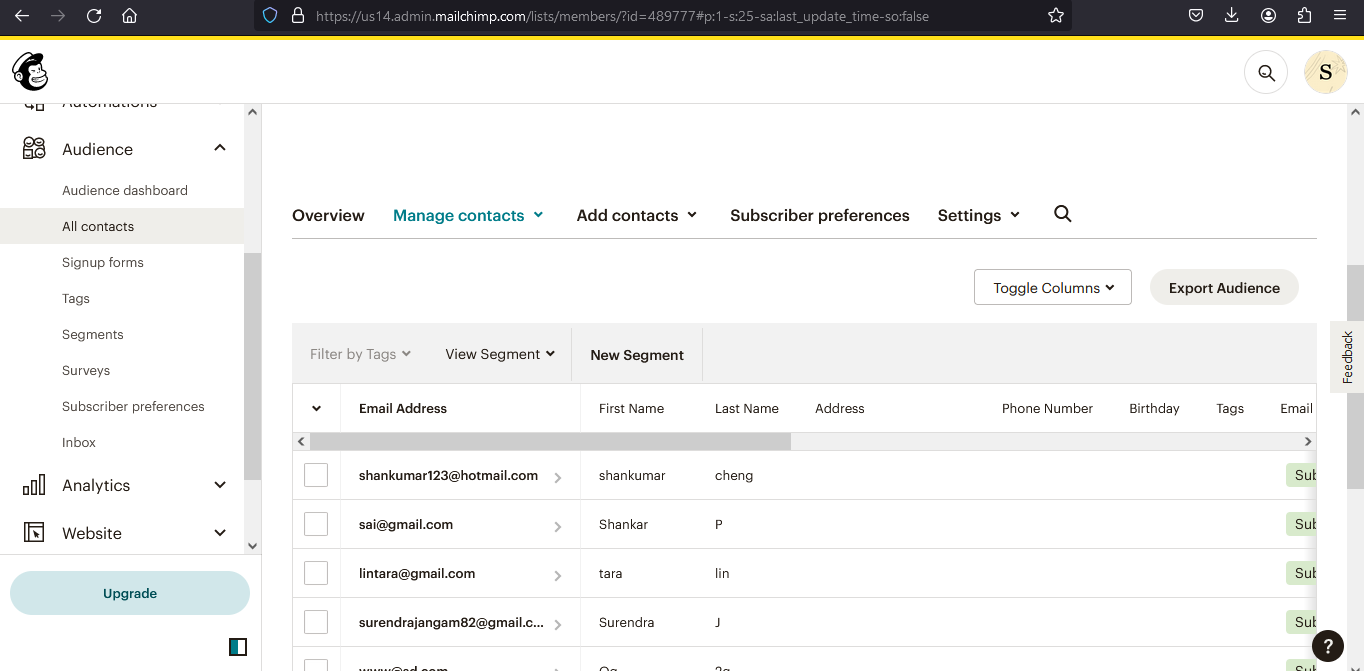 https://us14.admin.mailchimp.com/lists/members/?id=489777#p:1-s:25-sa:last_update_time-so:false
S
Automations
Audience
Audience dashboard
All contacts
Signup forms
Tags
Segments
Surveys
Subscriber preferences
Inbox
Analytics
Website
Upgrade
Overview Manage contacts Add contacts Subscriber preferences Settings
Toggle Columns Export Audience
Filter by Tags View Segment New Segment
Email Address First Name Last Name Address Phone Number Birthday Tags Email
shankumar123@hotmail.com shankumar cheng Sub
sai@gmail.com Shankar P Sub
lintara@gmail.com tara lin Sub
surendrajangam82@gmail.c... Surendra J Sub
Feedback
?